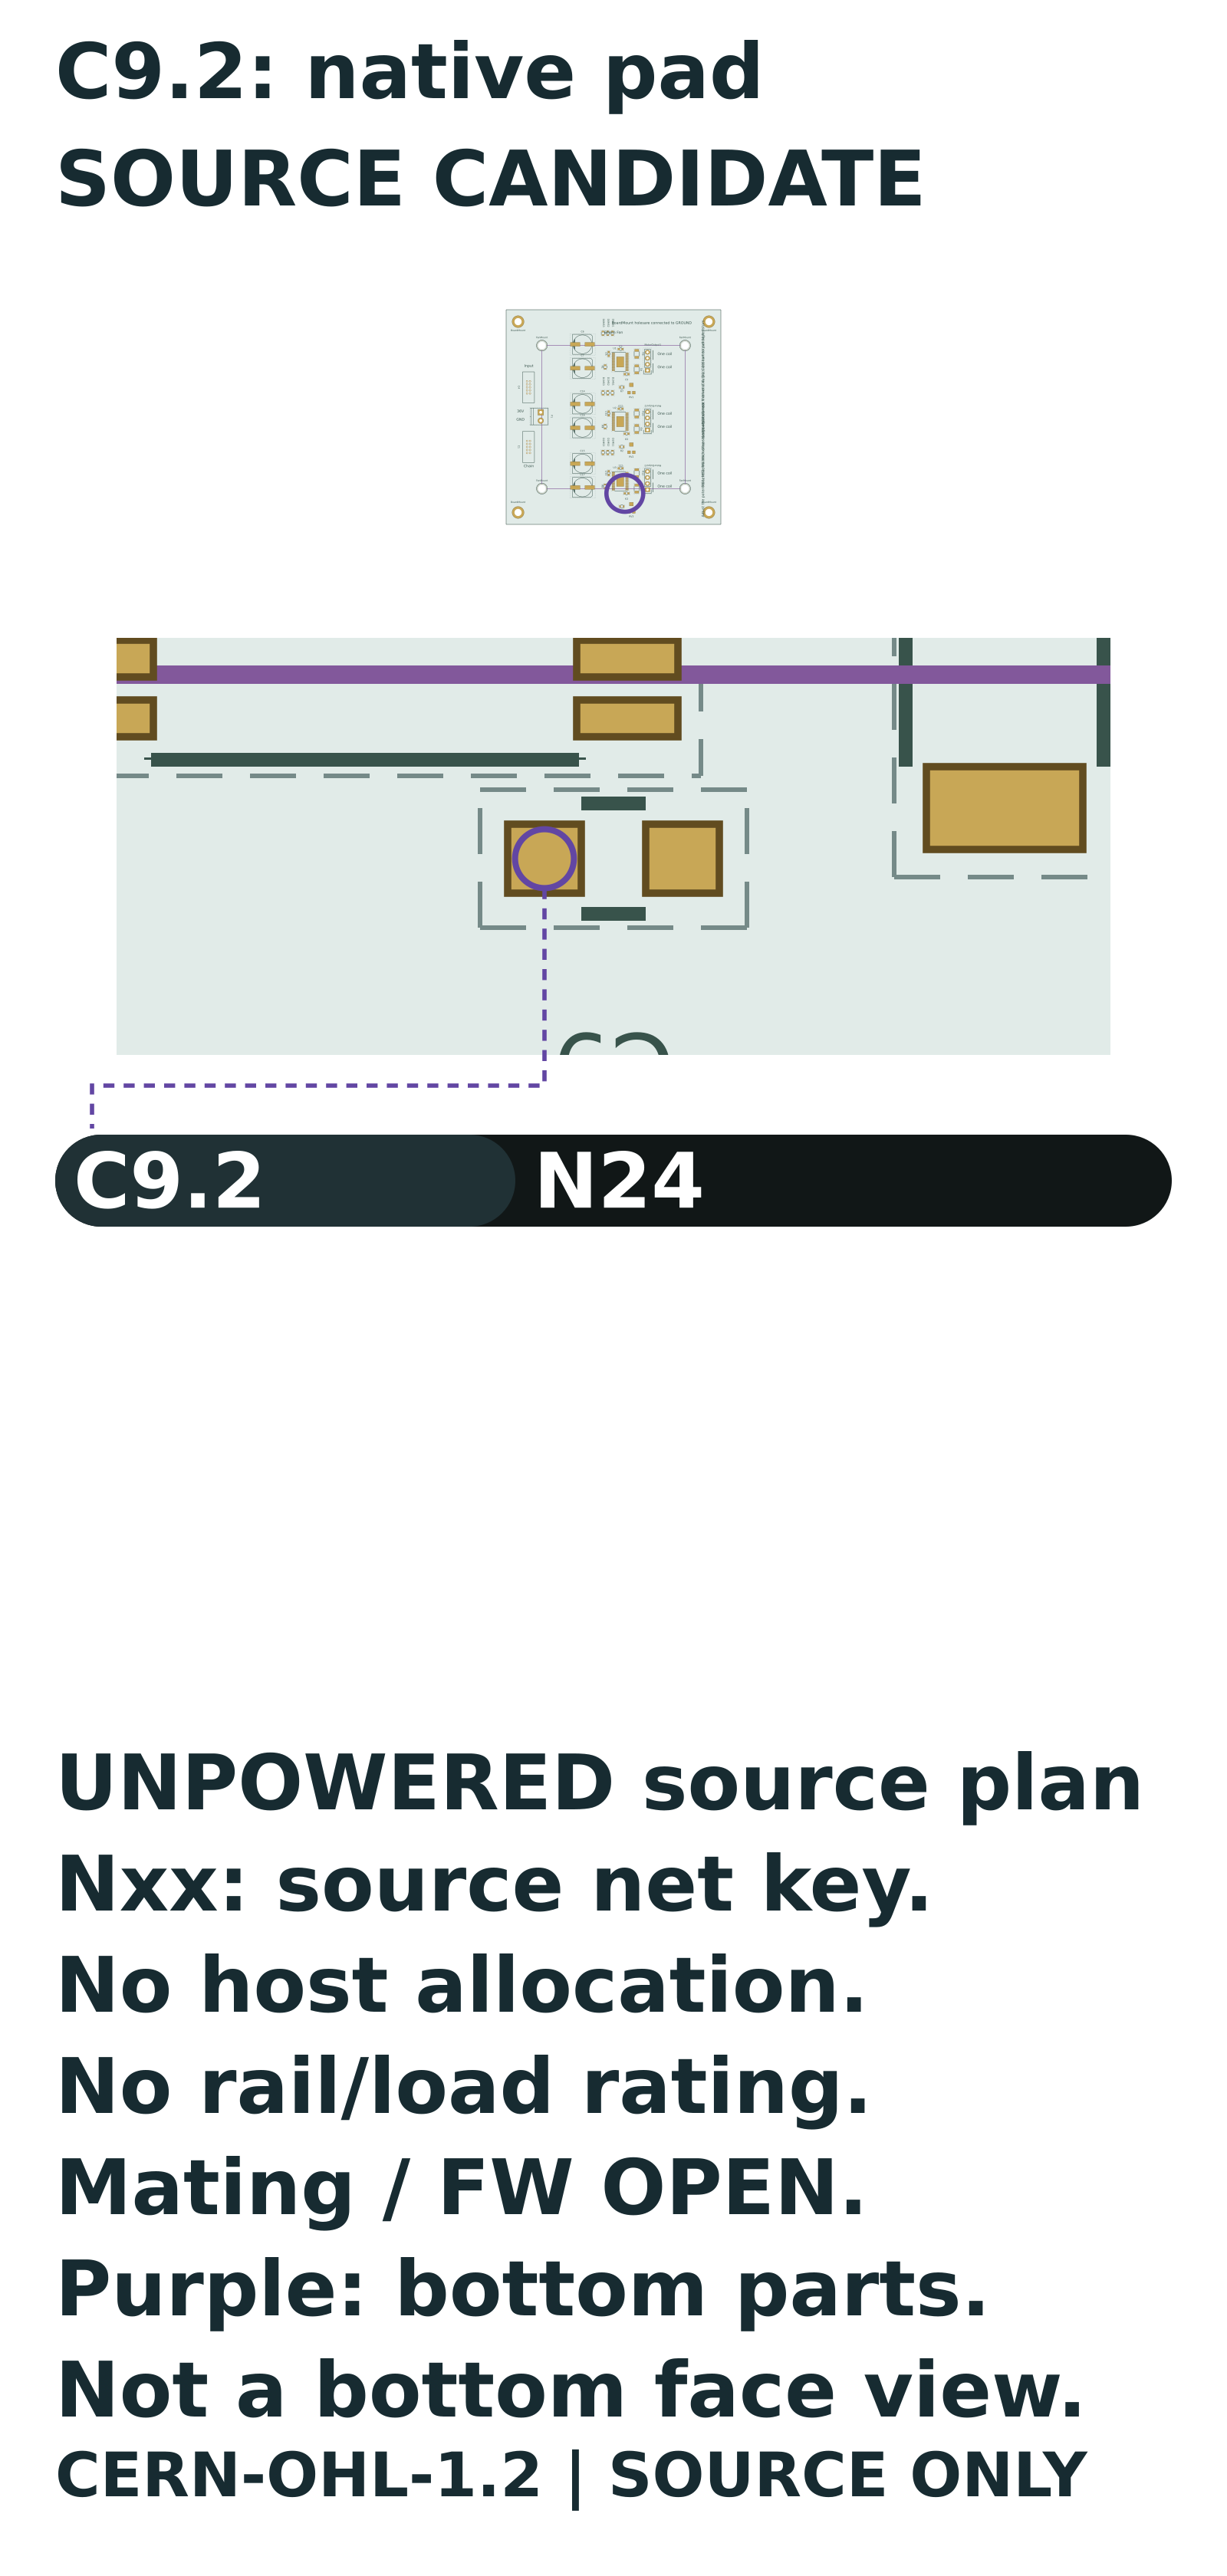 C9.2: native pad
SOURCE CANDIDATE
C9.2 N24
UNPOWERED source plan
Nxx: source net key.
No host allocation.
No rail/load rating.
Mating / FW OPEN.
Purple: bottom parts.
Not a bottom face view.
CERN-OHL-1.2 | SOURCE ONLY